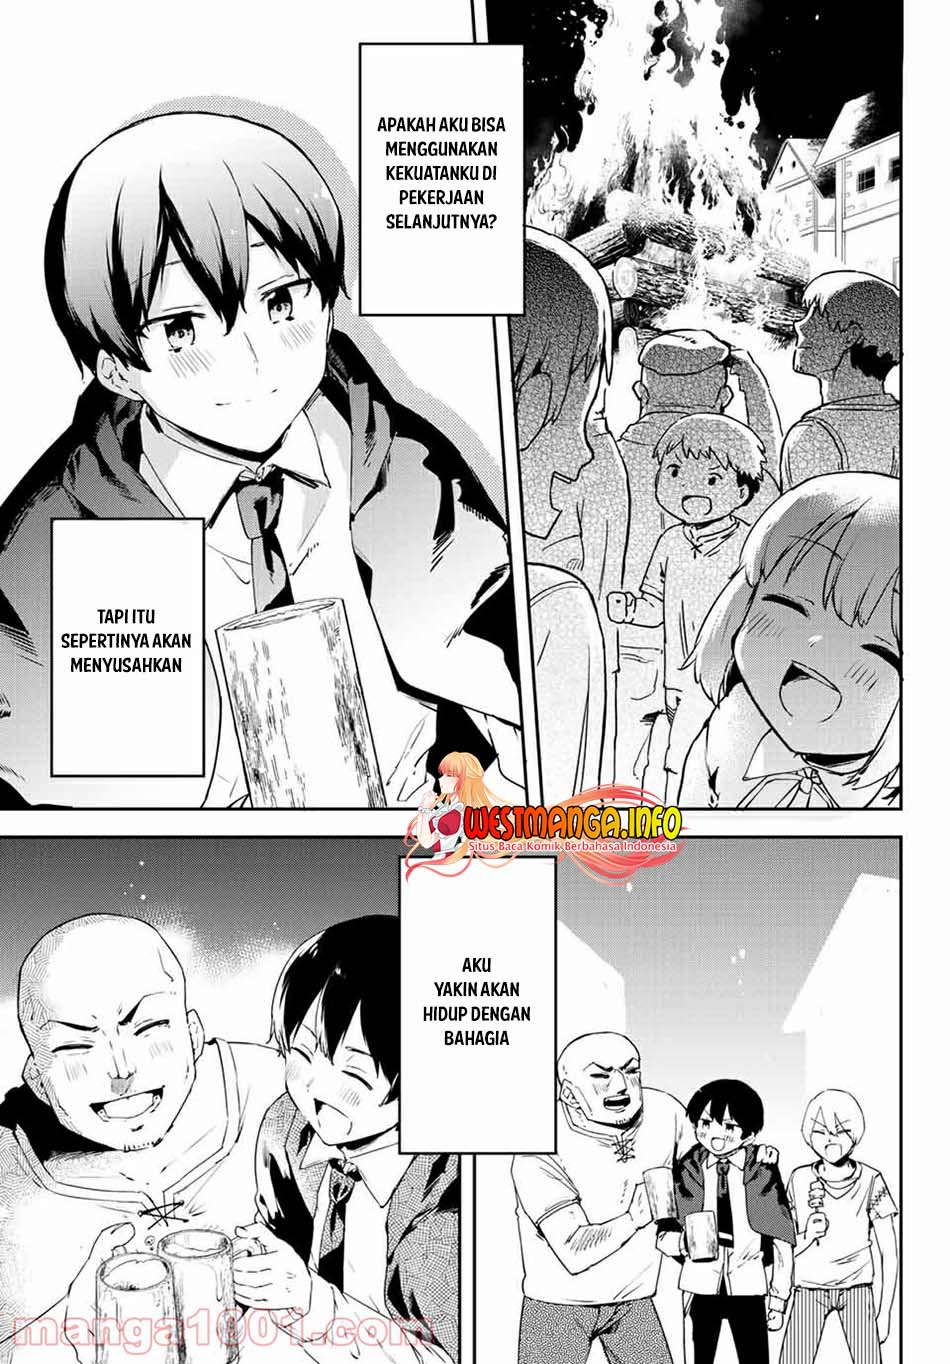 APAKAH AKU BISA
MENGGUNAKAN
KEKUATANKU DI
PEKERJAAN
SELANJUTNYA?
TAPI ITU
SEPERTINYA AKAN
MENYUSAHKAN
WESTMANGA.INFO
Situs Baca Komik Berbahasa Indonesia
AKU
YAKIN AKAN
HIDUP DENGAN
BAHAGIA
manga1001.com